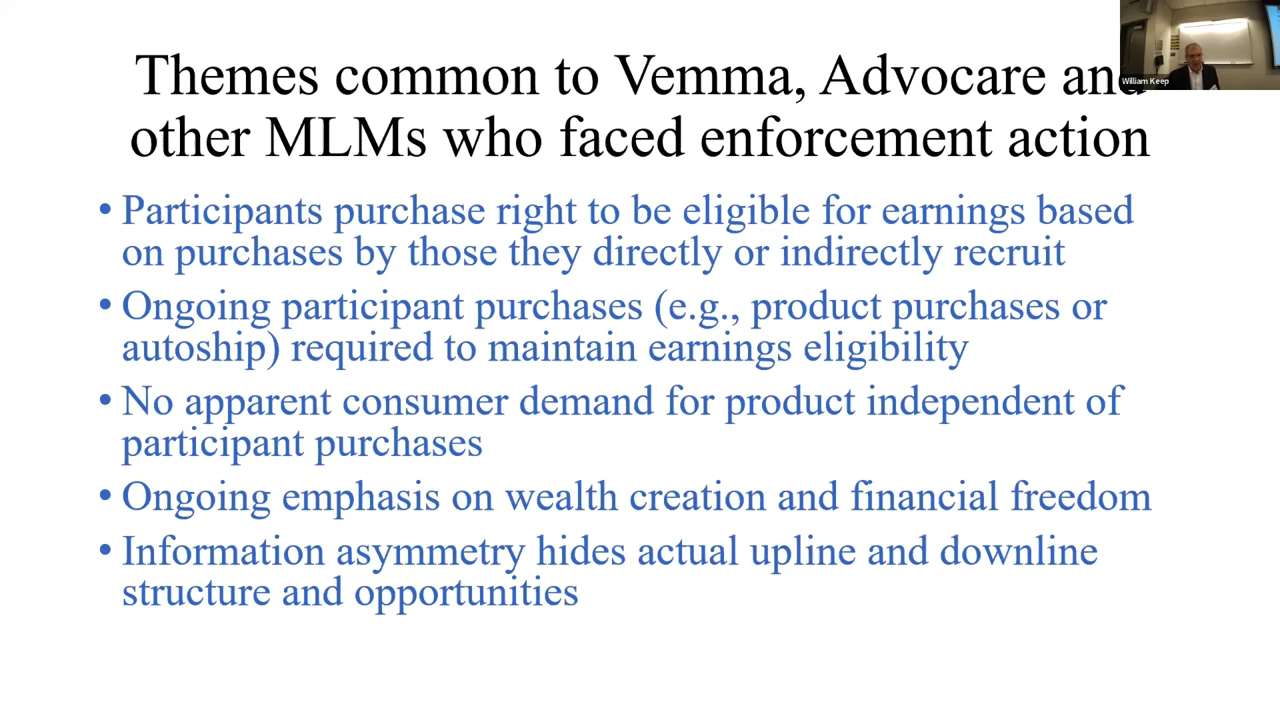 Themes common to Vemma, Advocare and
other MLMs who faced enforcement action
William Keep
• Participants purchase right to be eligible for earnings based
on purchases by those they directly or indirectly recruit
• Ongoing participant purchases (e.g., product purchases or
autoship) required to maintain earnings eligibility
• No apparent consumer demand for product independent of
participant purchases
• Ongoing emphasis on wealth creation and financial freedom
• Information asymmetry hides actual upline and downline
structure and opportunities